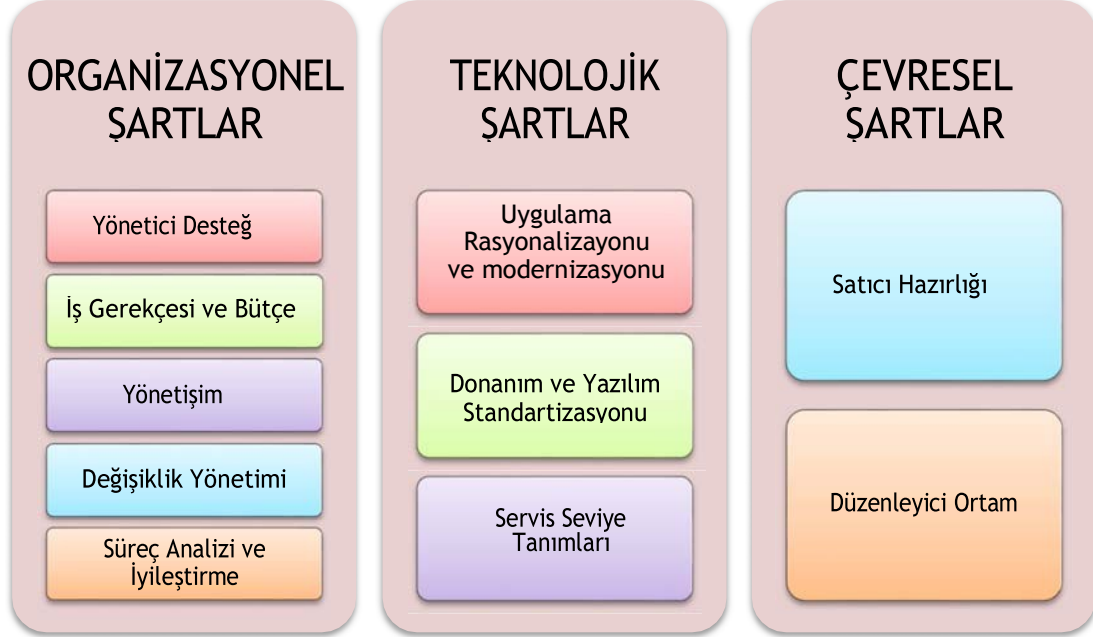 ORGANİZASYONEL
ŞARTLAR
Yönetici Desteğ
İş Gerekçesi ve Bütçe
Yönetişim
Değişiklik Yönetimi
Süreç Analizi ve
İyileştirme
TEKNOLOJİK
ŞARTLAR
Uygulama
Rasyonalizayonu
ve modernizasyonu
Donanım ve Yazılım
Standartizasyonu
Servis Seviye
Tanımları
ÇEVRESEL
ŞARTLAR
Satıcı Hazırlığı
Düzenleyici Ortam